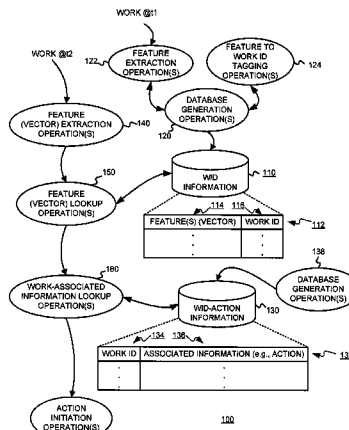 WORK @t1
WORK @t2
122
FEATURE
EXTRACTION
OPERATION(S)
FEATURE TO
WORK ID
TAGGING
OPERATION(S)
124
DATABASE
GENERATION
OPERATION(S)
120
FEATURE
(VECTOR) EXTRACTION
OPERATION(S)
140
150
FEATURE
(VECTOR) LOOKUP
OPERATION(S)
WID
INFORMATION
110
114
116
FEATURE(S) (VECTOR)
WORK ID
112
160
WORK-ASSOCIATED
INFORMATION LOOKUP
OPERATION(S)
138
DATABASE
GENERATION
OPERATION(S)
WID-ACTION
INFORMATION
130
134
136
WORK ID
ASSOCIATED INFORMATION (e.g., ACTION)
ACTION
INITIATION
OPERATION(S)
100